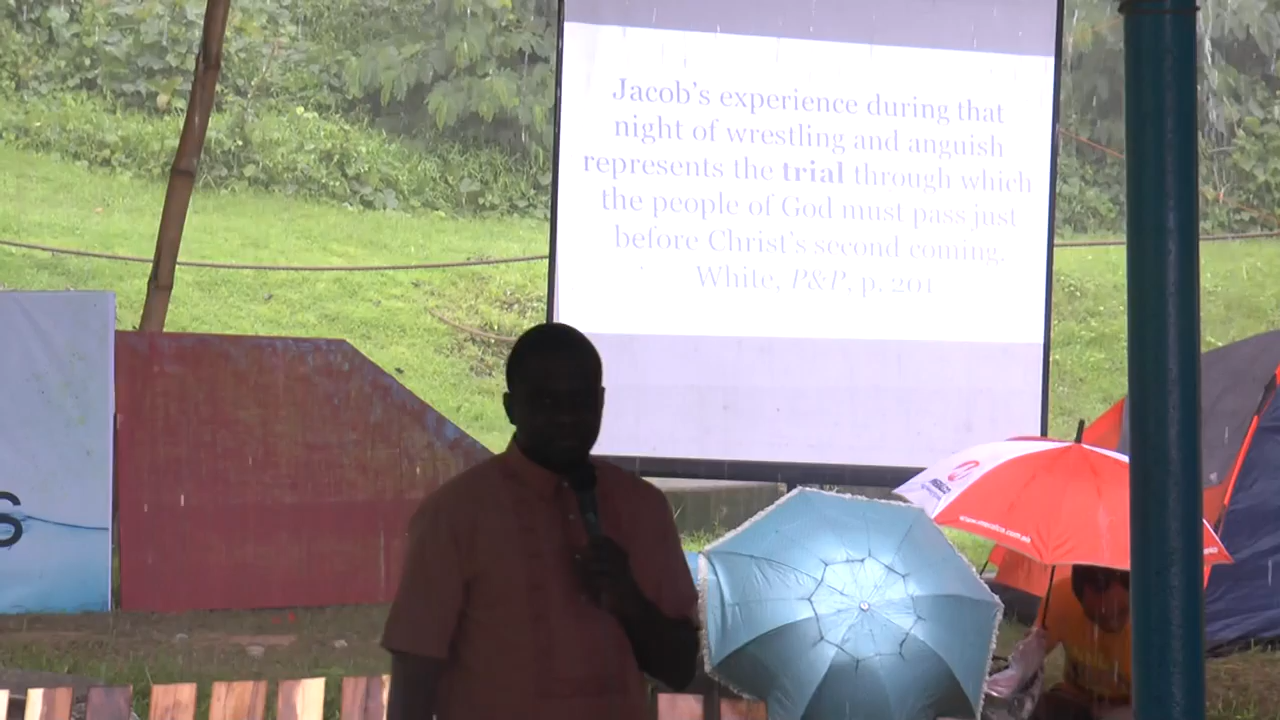 Jacob's experience during that
night of wrestling and anguish
represents the trial through which
the people of God must pass just
before Christ's second coming.
White, P&P, p. 201
S